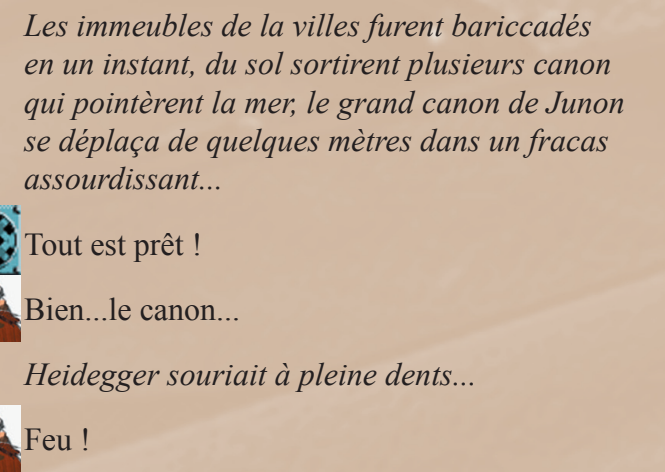 Les immeubles de la villes furent bariccadés
en un instant, du sol sortirent plusieurs canon
qui pointèrent la mer, le grand canon de Junon
se déplaça de quelques mètres dans un fracas
assourdissant...
Tout est prêt !
Bien...le canon...
Heidegger souriait à pleine dents...
Feu !